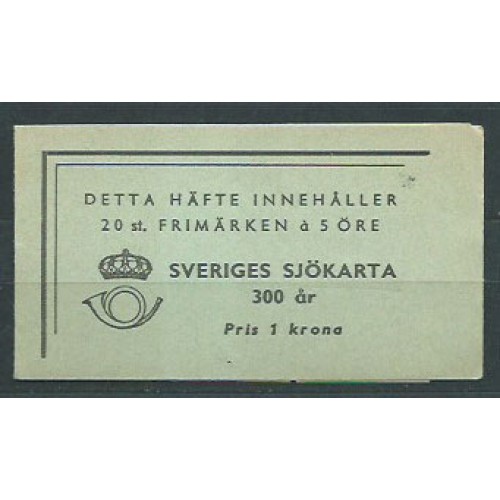 DETTA HÄFTE INNEHÅLLER
20 st. FRIMÄRKEN à 5 ÖRE
SVERIGES SJÖKARTA
300 år
Pris 1 krona